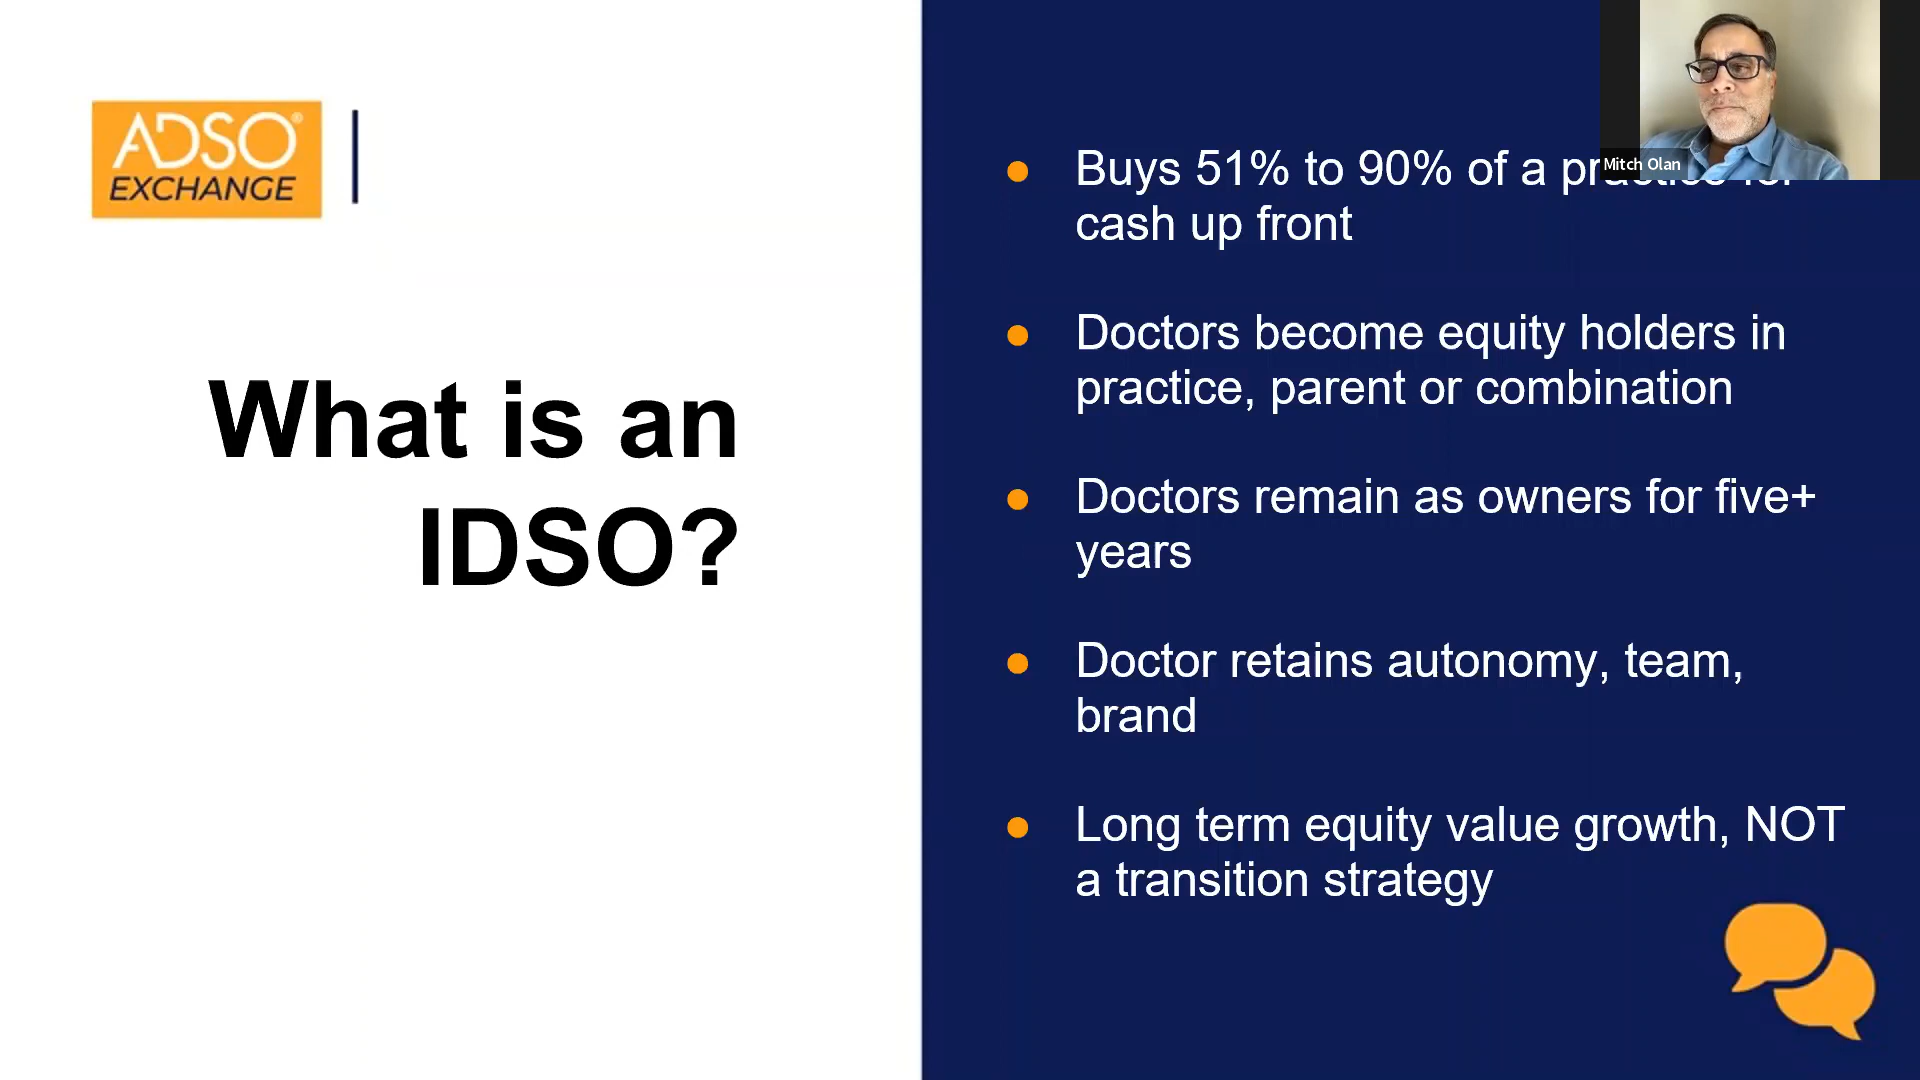 ADSO®
EXCHANGE
What is an
IDSO?
Buys 51% to 90% of a practice for
cash up front
Doctors become equity holders in
practice, parent or combination
Doctors remain as owners for five+
years
Doctor retains autonomy, team,
brand
Long term equity value growth, NOT
a transition strategy
Mitch Olan